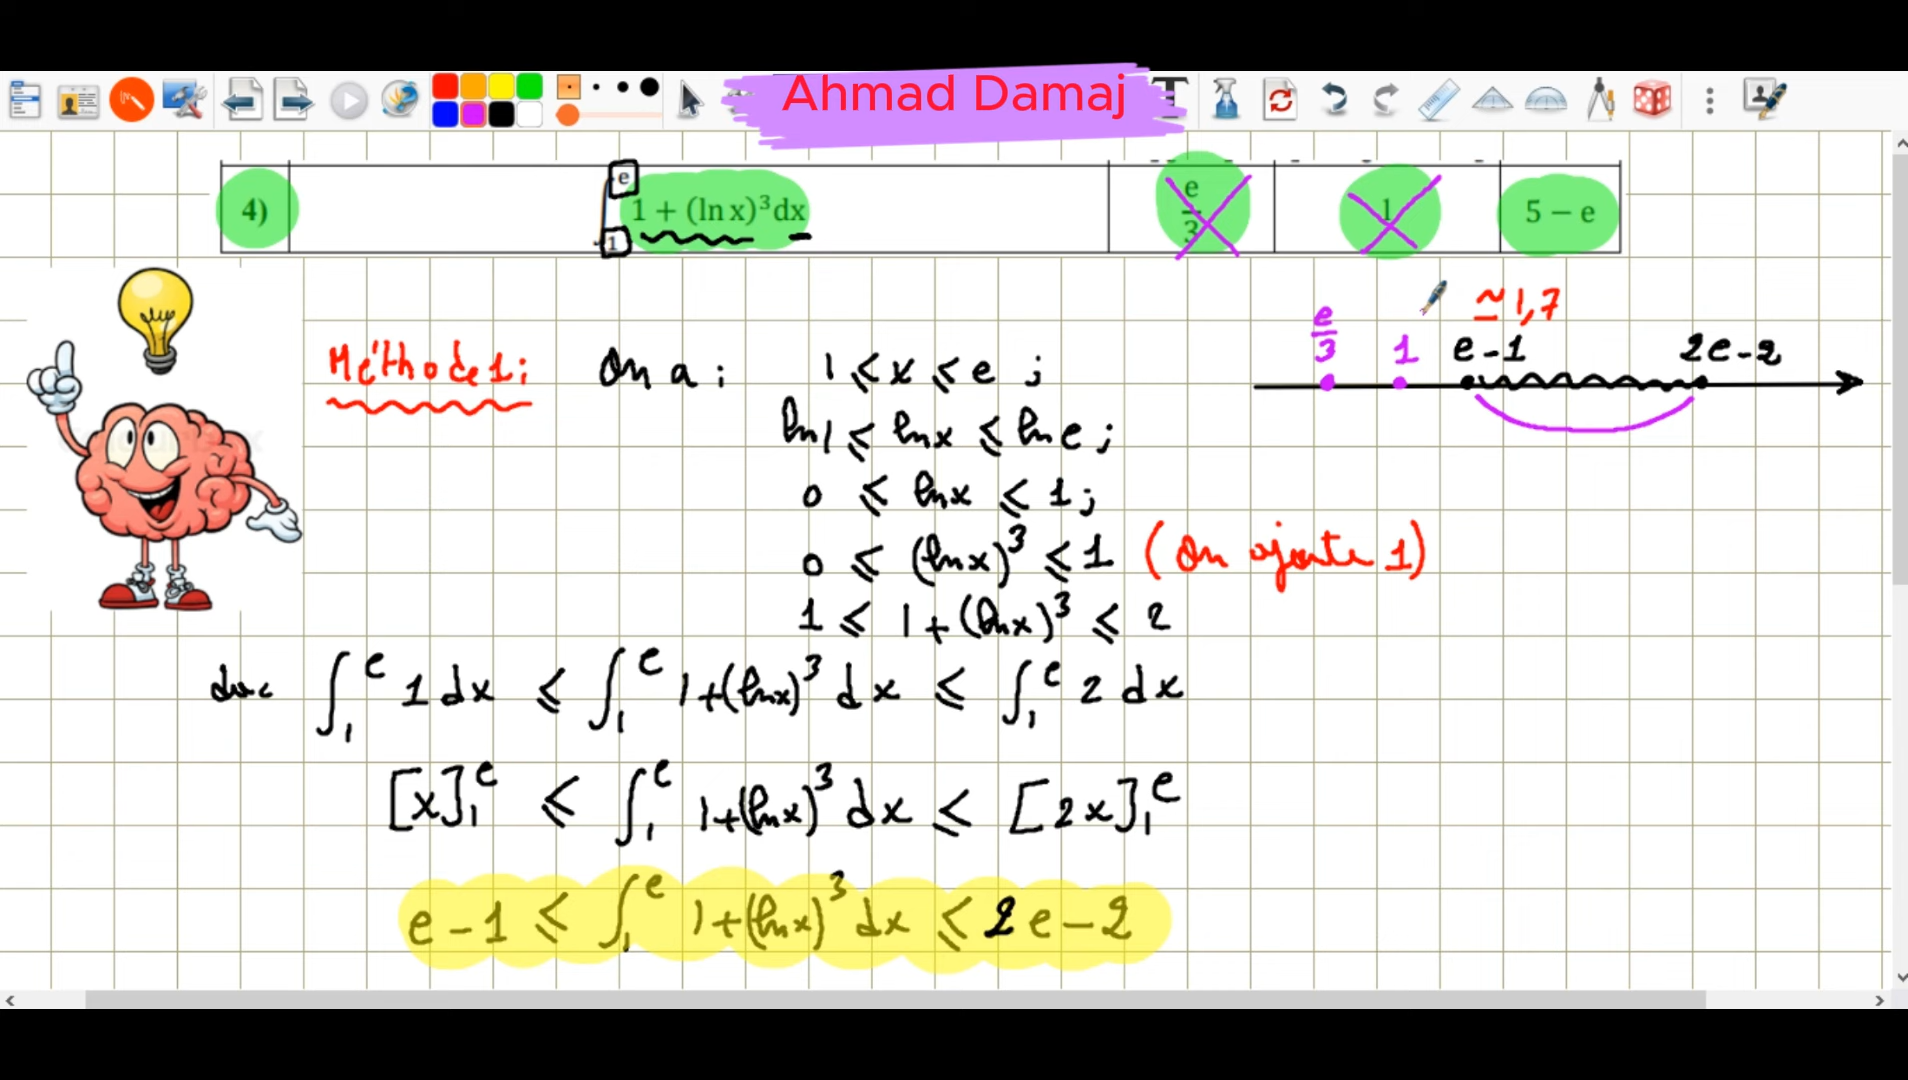 Ahmad Damaj
4) ∫₁ᵉ 1 + (ln x)³dx e/3 1 5 − e
≃1,7
e/3 1 e-1 2e-2
Méthode 1: On a : 1 ⩽ x ⩽ e ;
ln1 ⩽ lnx ⩽ lne ;
0 ⩽ lnx ⩽ 1 ;
0 ⩽ (lnx)³ ⩽ 1 (On ajoute 1)
1 ⩽ 1+(lnx)³ ⩽ 2
donc ∫₁ᵉ 1 dx ⩽ ∫₁ᵉ 1+(lnx)³ dx ⩽ ∫₁ᵉ 2 dx
[x]₁ᵉ ⩽ ∫₁ᵉ 1+(lnx)³ dx ⩽ [2x]₁ᵉ
e-1 ⩽ ∫₁ᵉ 1+(lnx)³ dx ⩽ 2e-2